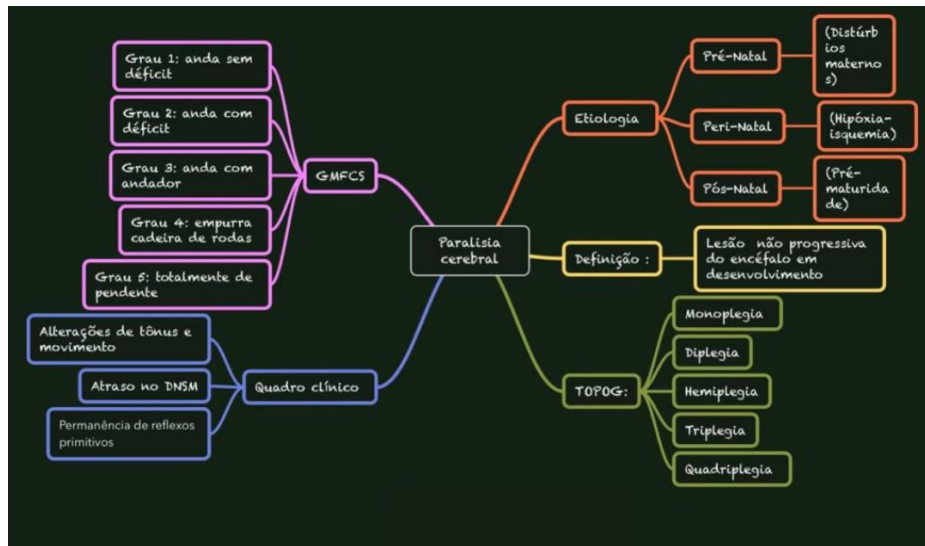 Paralisia
cerebral
GMFCS
Grau 1: anda sem
déficit
Grau 2: anda com
déficit
Grau 3: anda com
andador
Grau 4: empurra
cadeira de rodas
Grau 5: totalmente de
pendente
Quadro clínico
Alterações de tônus e
movimento
Atraso no DNSM
Permanência de reflexos
primitivos
Etiologia
Pré-Natal
(Distúrb
ios
materno
s)
Peri-Natal
(Hipóxia-
isquemia)
Pós-Natal
(Pré-
maturida
de)
Definição :
Lesão não progressiva
do encéfalo em
desenvolvimento
TOPOG:
Monoplegia
Diplegia
Hemiplegia
Triplegia
Quadriplegia